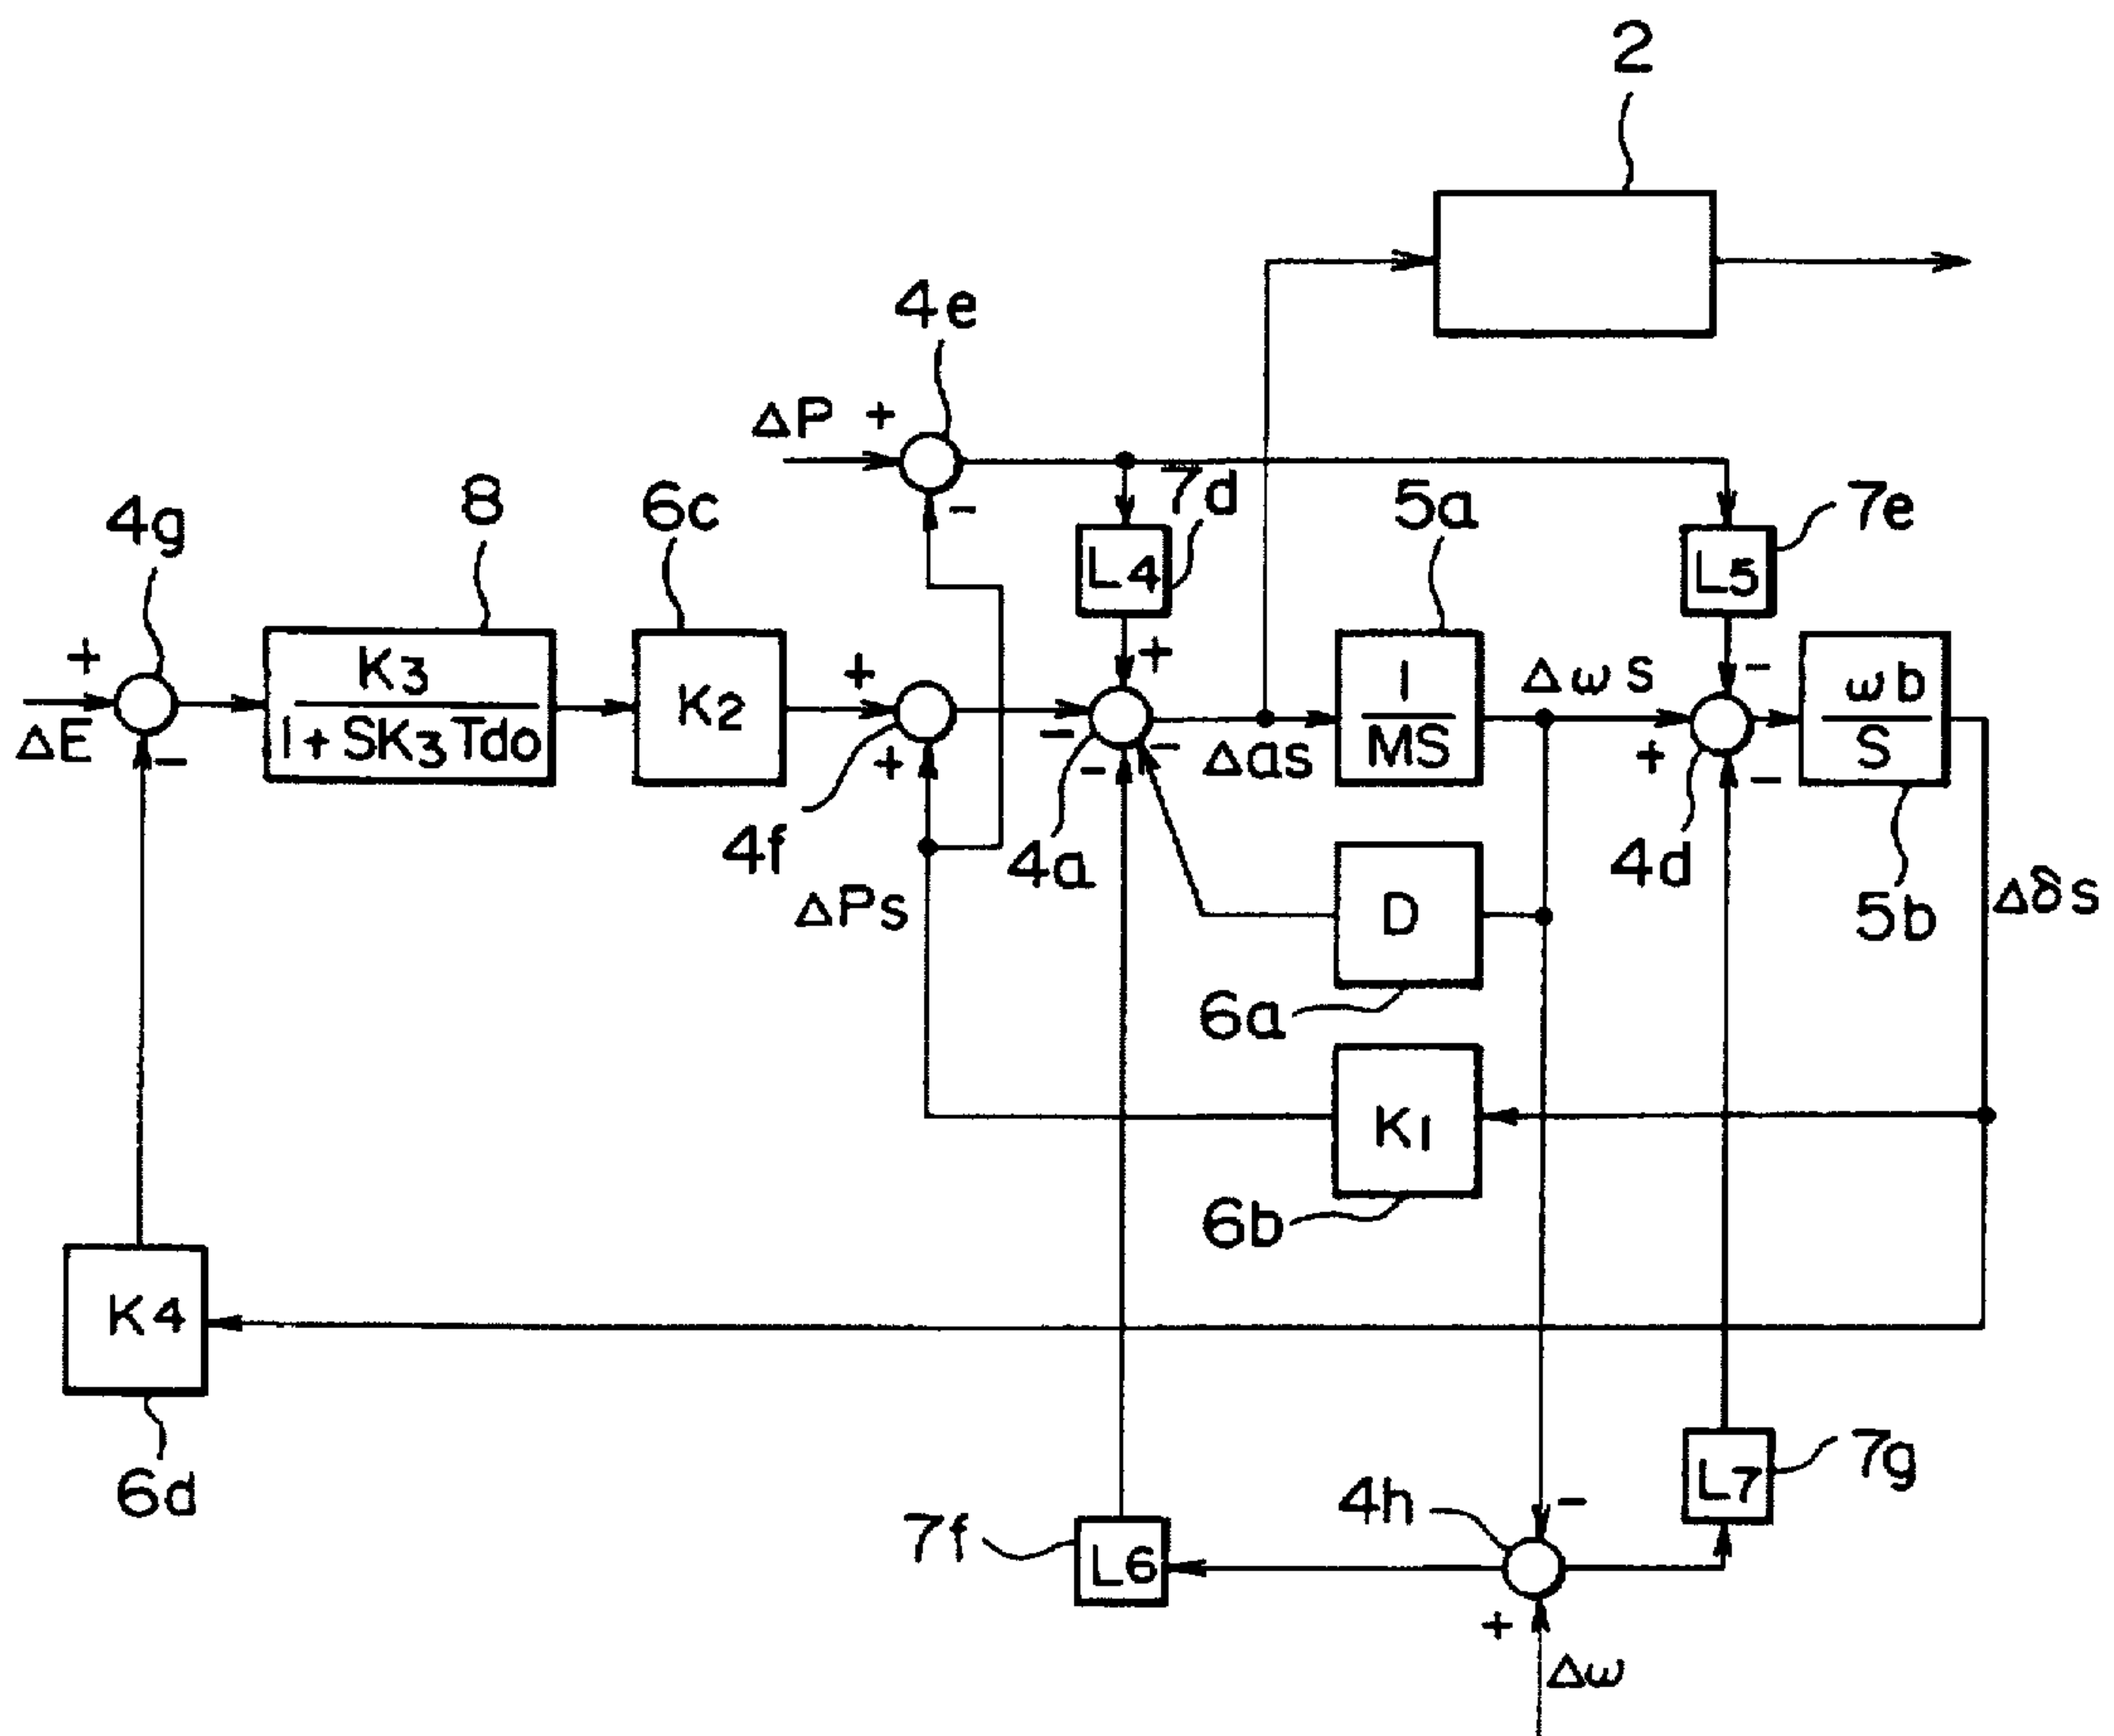 2
4e
ΔP +
-
4g
8
6c
7d
5a
7e
L4
L5
+
ΔE
-
K3
1 + SK3Tdo
K2
+
+
4f
+
-
-
-
4a
Δas
1
MS
ΔωS
-
+
-
4d
ωb
S
5b
Δδs
ΔPs
D
6a
K1
6b
K4
6d
7f
L6
4h
-
+
Δω
L7
7g